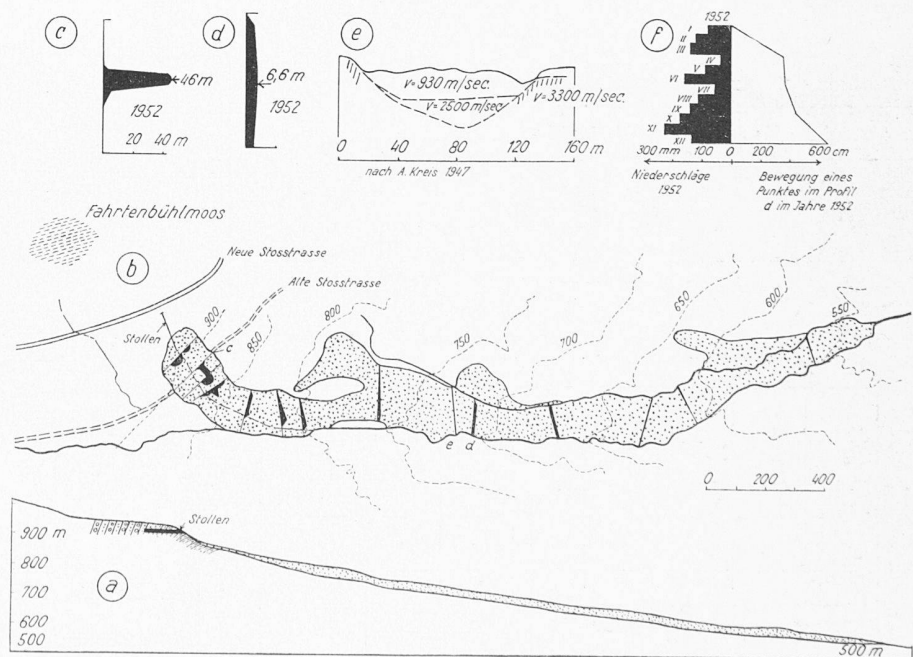 c
46 m
1952
20 40 m
d
6,6 m
1952
e
v=930 m/sec.
v=2500 m/sec
v=3300 m/sec.
0 40 80 120 160 m
nach A. Kreis 1947
f
1952
I
II
III
IV
V
VI
VII
VIII
IX
X
XI
XII
300 mm 100 0 200 600 cm
Niederschläge
1952
Bewegung eines
Punktes im Profil
d im Jahre 1952
Fahrtenbühlmoos
b
Neue Stosstrasse
Alte Stosstrasse
Stollen
c
900
850
800
750
700
650
600
550
e d
0 200 400
a
Stollen
900 m
800
700
600
500
500 m